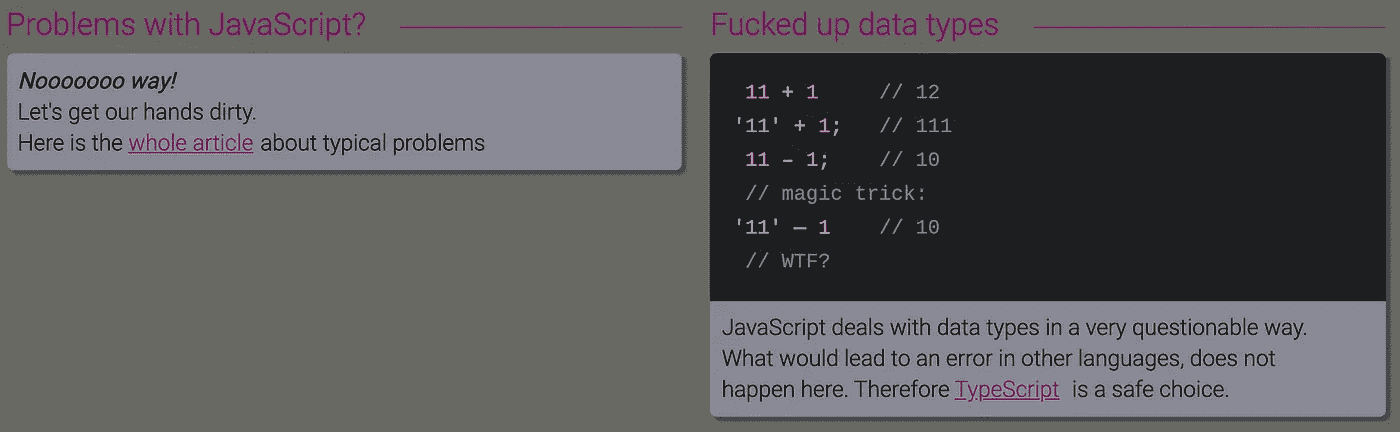 Problems with JavaScript?
Nooooooo way!
Let's get our hands dirty.
Here is the whole article about typical problems
Fucked up data types
11 + 1 // 12
'11' + 1; // 111
11 – 1; // 10
// magic trick:
'11' — 1 // 10
// WTF?
JavaScript deals with data types in a very questionable way.
What would lead to an error in other languages, does not
happen here. Therefore TypeScript is a safe choice.